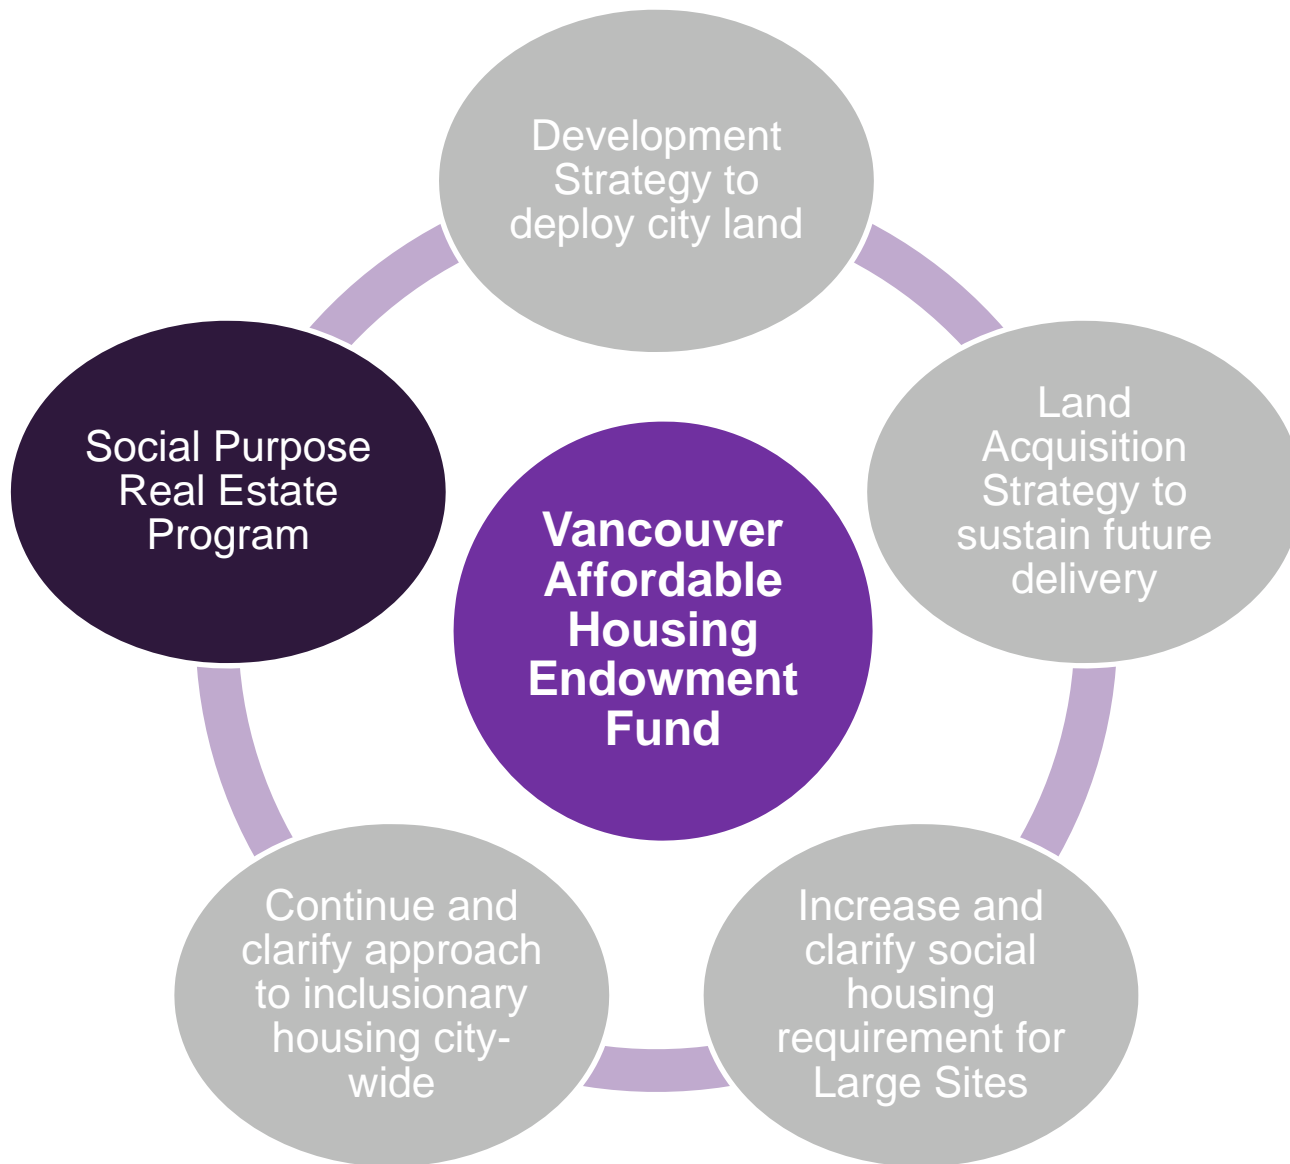 Development
Strategy to
deploy city land
Land
Acquisition
Strategy to
sustain future
delivery
Increase and
clarify social
housing
requirement for
Large Sites
Continue and
clarify approach
to inclusionary
housing city-
wide
Social Purpose
Real Estate
Program
Vancouver
Affordable
Housing
Endowment
Fund